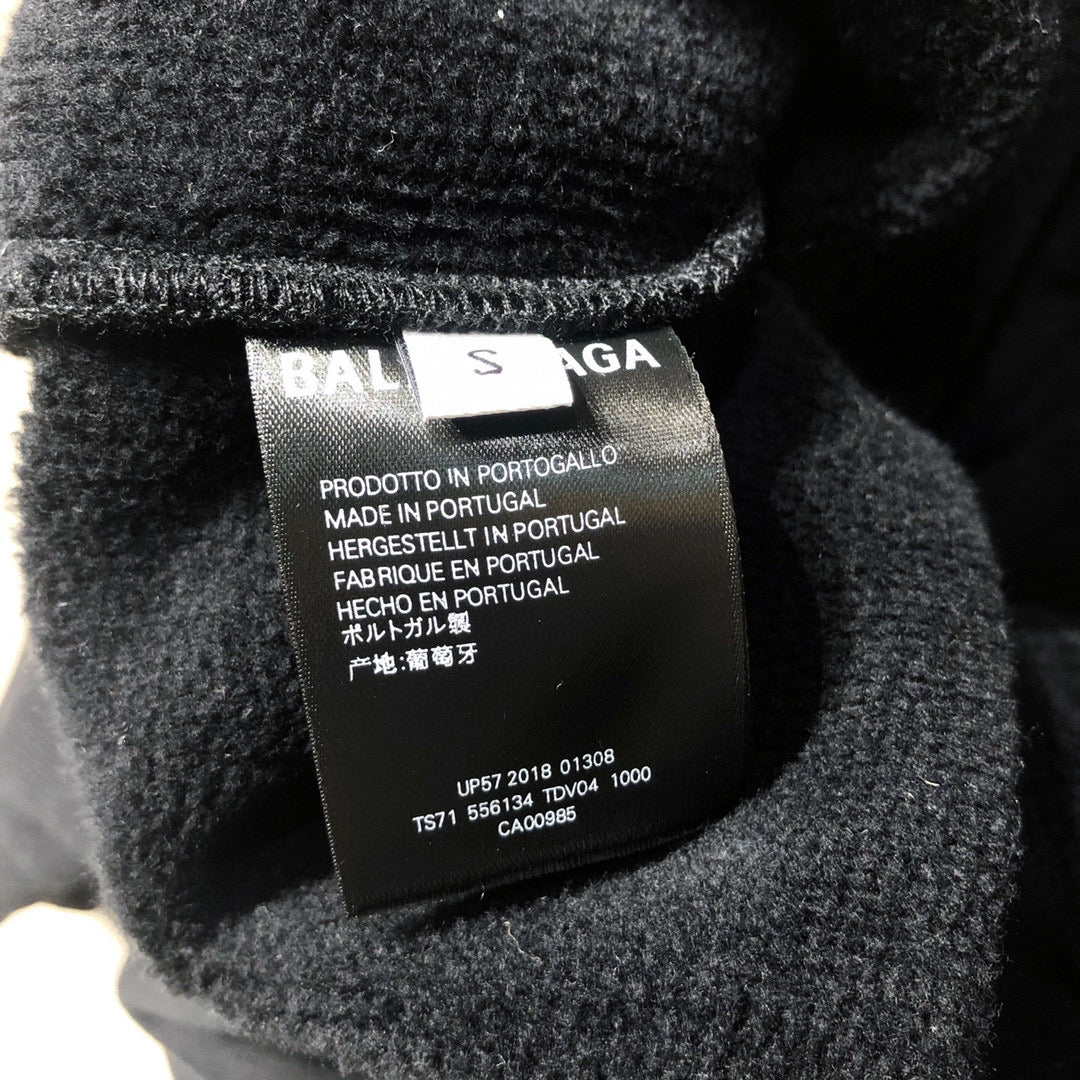 BAL S AGA
PRODOTTO IN PORTOGALLO
MADE IN PORTUGAL
HERGESTELLT IN PORTUGAL
FABRIQUE EN PORTUGAL
HECHO EN PORTUGAL
ポルトガル製
产地:葡萄牙
UP57 2018 01308
TS71 556134 TDV04 1000
CA00985